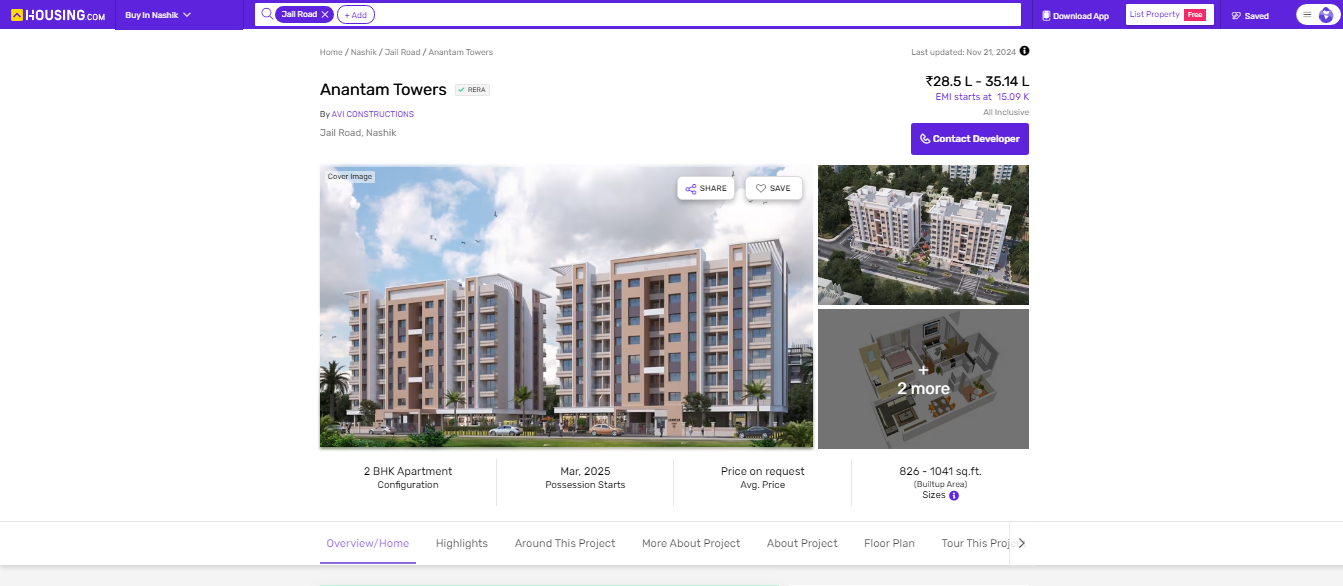 HOUSING.COM
Buy In Nashik
Jail Road
+ Add
Download App
List Property Free
Saved
Home / Nashik / Jail Road / Anantam Towers
Last updated: Nov 21, 2024
Anantam Towers
RERA
₹28.5 L - 35.14 L
EMI starts at 15.09 K
By AVI CONSTRUCTIONS
All Inclusive
Jail Road, Nashik
Contact Developer
Cover Image
SHARE
SAVE
+
2 more
2 BHK Apartment
Configuration
Mar, 2025
Possession Starts
Price on request
Avg. Price
826 - 1041 sq.ft.
(Builtup Area)
Sizes
Overview/Home
Highlights
Around This Project
More About Project
About Project
Floor Plan
Tour This Proj